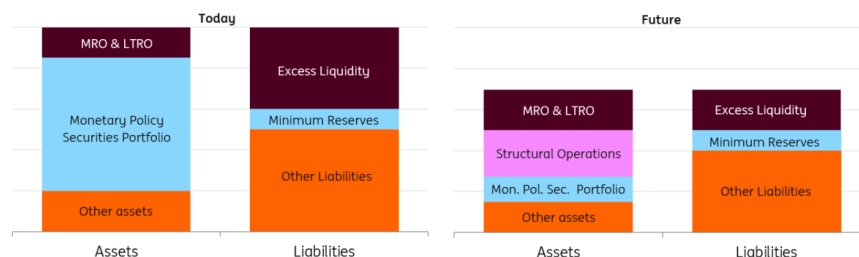 Today
MRO & LTRO
Monetary Policy
Securities Portfolio
Other assets
Excess Liquidity
Minimum Reserves
Other Liabilities
Assets
Liabilities
Future
MRO & LTRO
Structural Operations
Mon. Pol. Sec. Portfolio
Other assets
Excess Liquidity
Minimum Reserves
Other Liabilities
Assets
Liabilities